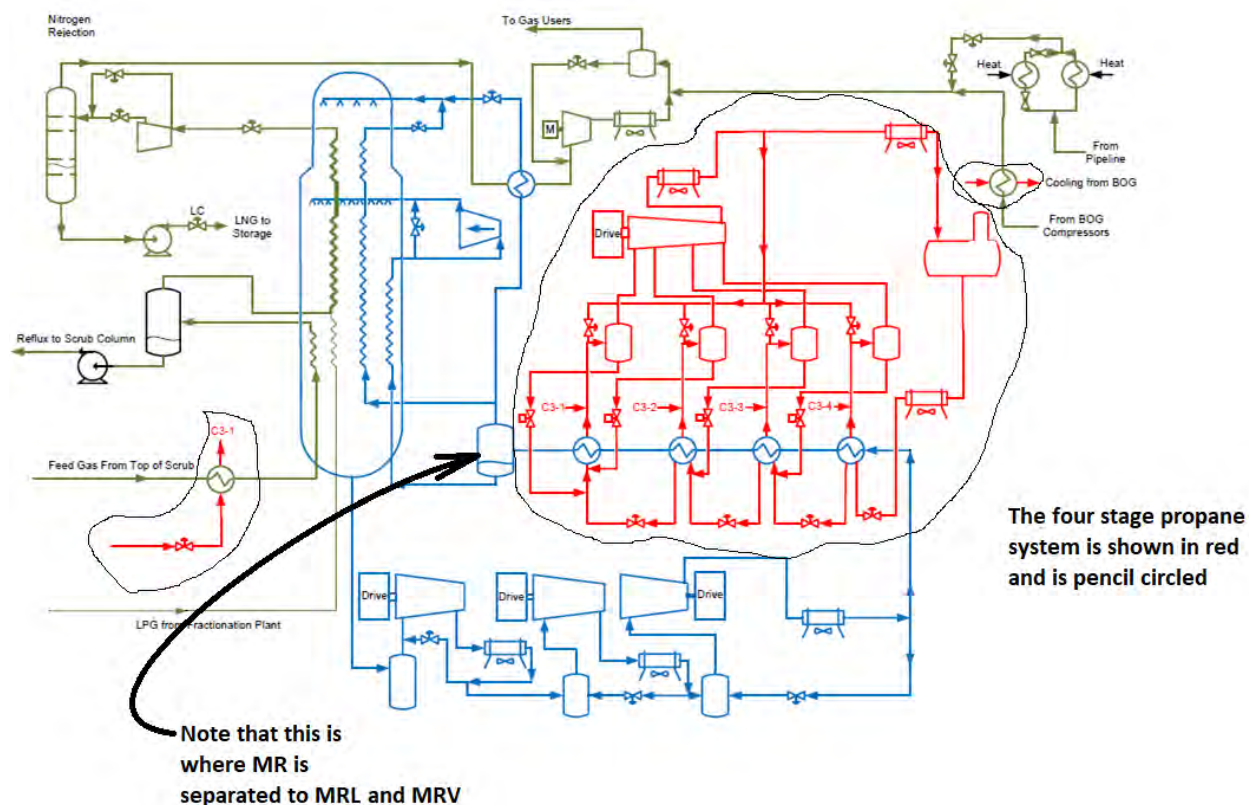 Nitrogen
Rejection
To Gas Users
Heat
Heat
From
Pipeline
M
Cooling from BOG
LC
LNG to
Storage
From BOG
Compressors
Drive
Reflux to Scrub Column
C3-1
C3-2
C3-3
C3-4
C3-1
Feed Gas From Top of Scrub
The four stage propane
system is shown in red
and is pencil circled
Drive
Drive
Drive
LPG from Fractionation Plant
Note that this is
where MR is
separated to MRL and MRV